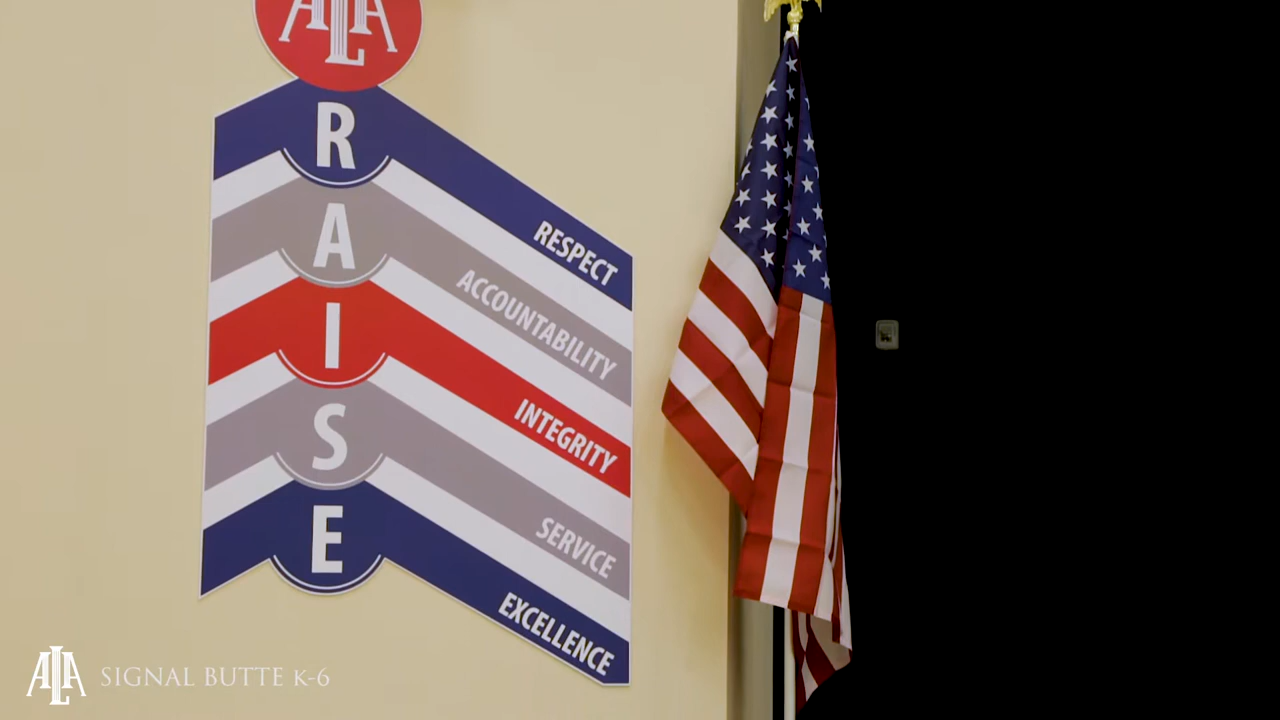 ALA
R
RESPECT
A
ACCOUNTABILITY
I
INTEGRITY
S
SERVICE
E
EXCELLENCE
ALA SIGNAL BUTTE K-6